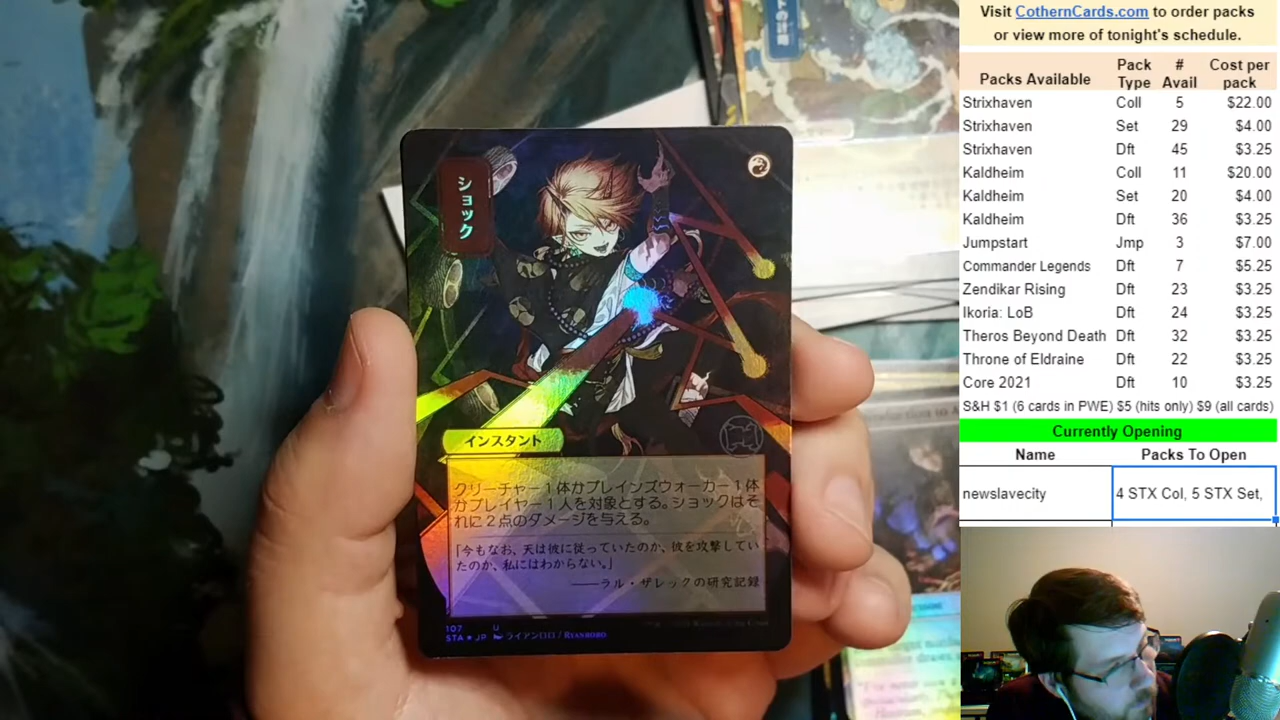 Visit CothernCards.com to order packs
or view more of tonight's schedule.
Packs Available Pack Type # Avail Cost per pack
Strixhaven Coll 5 $22.00
Strixhaven Set 29 $4.00
Strixhaven Dft 45 $3.25
Kaldheim Coll 11 $20.00
Kaldheim Set 20 $4.00
Kaldheim Dft 36 $3.25
Jumpstart Jmp 3 $7.00
Commander Legends Dft 7 $5.25
Zendikar Rising Dft 23 $3.25
Ikoria: LoB Dft 24 $3.25
Theros Beyond Death Dft 32 $3.25
Throne of Eldraine Dft 22 $3.25
Core 2021 Dft 10 $3.25
S&H $1 (6 cards in PWE) $5 (hits only) $9 (all cards)
Currently Opening
Name Packs To Open
newslavecity 4 STX Col, 5 STX Set,
トの計略
ショック
インスタント
クリーチャー1体かプレインズウォーカー1体
かプレイヤー1人を対象とする。ショックはそ
れに2点のダメージを与える。
「今もなお、天は彼に従っていたのか、彼を攻撃してい
たのか、私にはわからない。」
――ラル・ザレックの研究記録
107 U
STA★JP ライアンロロ / RYANRORO